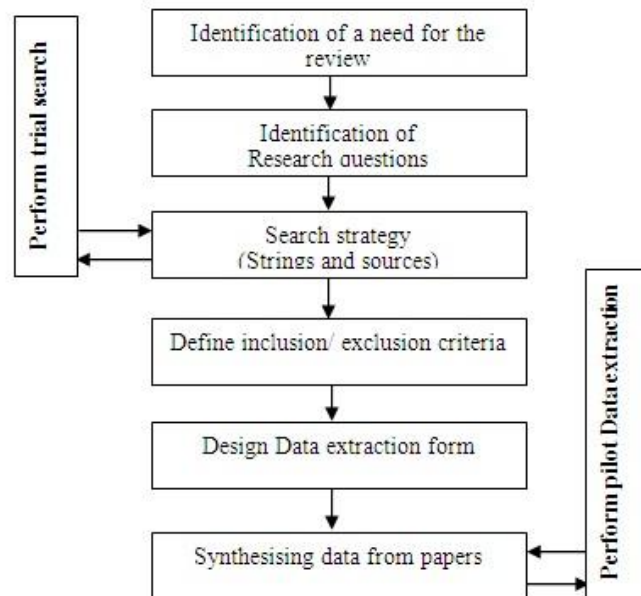 Perform trial search
Identification of a need for the
review
Identification of
Research questions
Search strategy
(Strings and sources)
Define inclusion/ exclusion criteria
Design Data extraction form
Synthesising data from papers
Perform pilot Data extraction